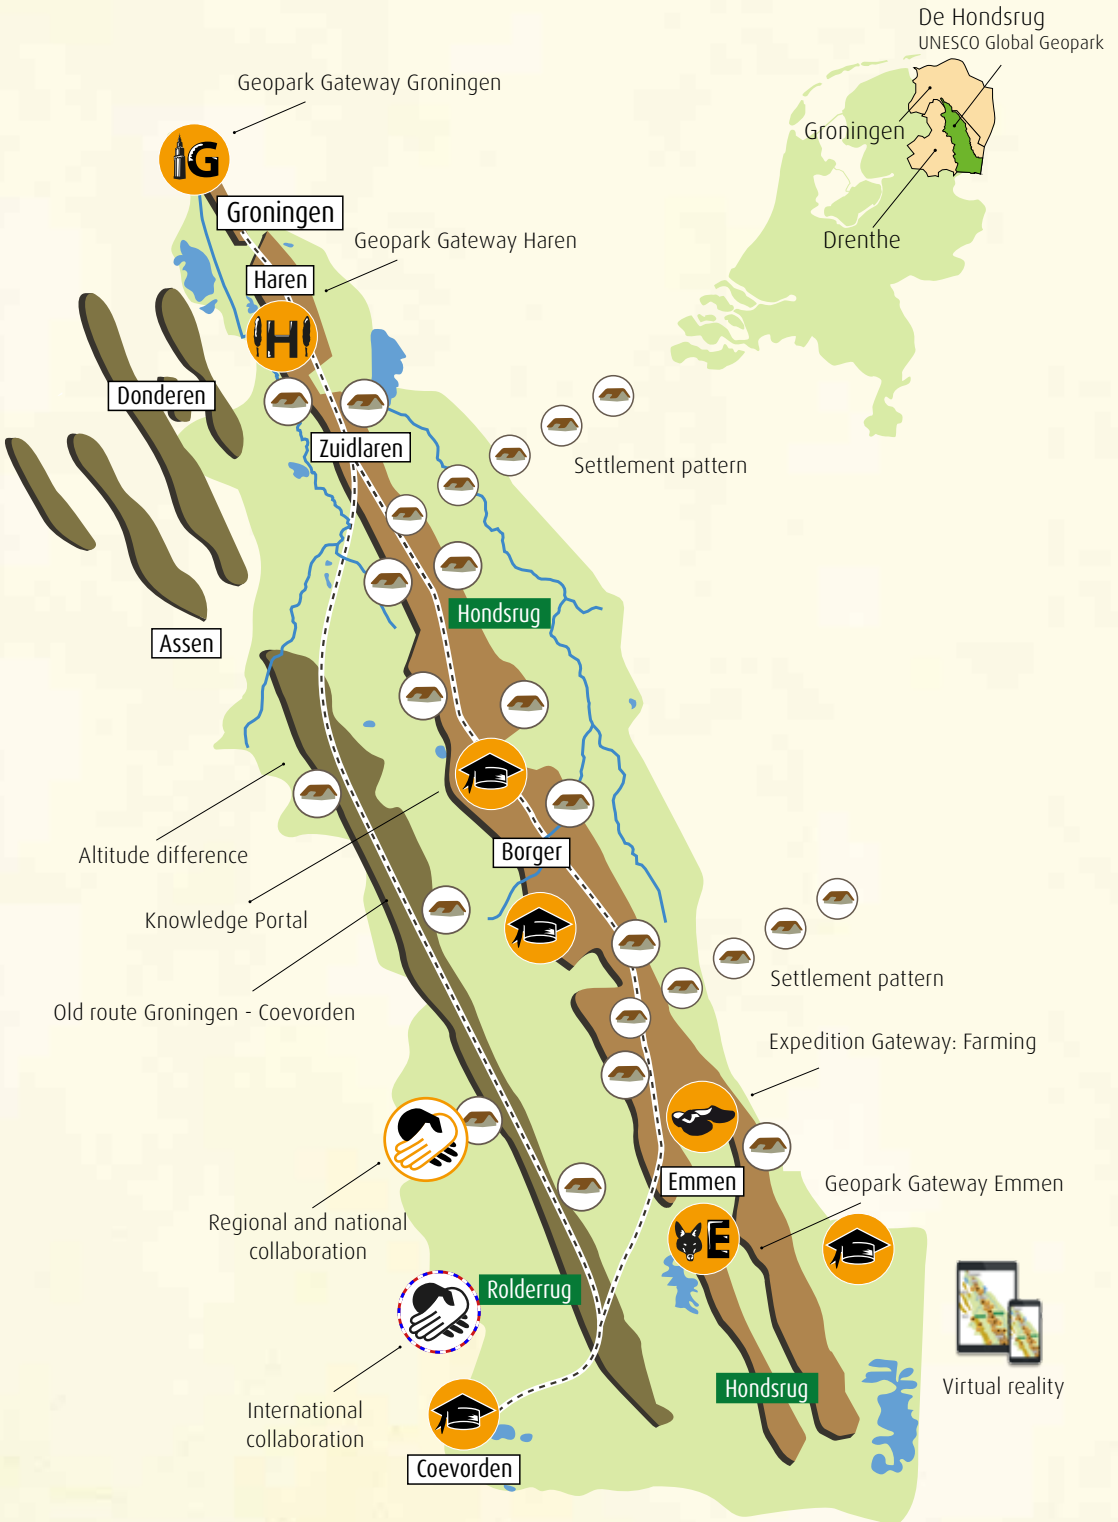 De Hondsrug
UNESCO Global Geopark
Geopark Gateway Groningen
Groningen
G
Groningen
Drenthe
Geopark Gateway Haren
Haren
H
Donderen
Zuidlaren
Settlement pattern
Hondsrug
Assen
Altitude difference
Borger
Knowledge Portal
Settlement pattern
Old route Groningen - Coevorden
Expedition Gateway: Farming
Emmen
Geopark Gateway Emmen
Regional and national
collaboration
E
Rolderrug
Hondsrug
Virtual reality
International
collaboration
Coevorden